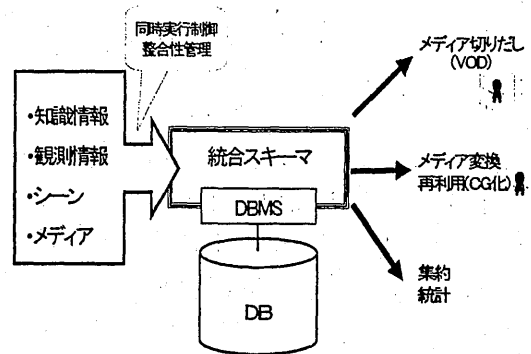 同時実行制御
整合性管理
・知識情報
・観測情報
・シーン
・メディア
統合スキーマ
DBMS
DB
メディア切りだし
(VOD)
メディア変換
再利用(CG化)
集約
統計